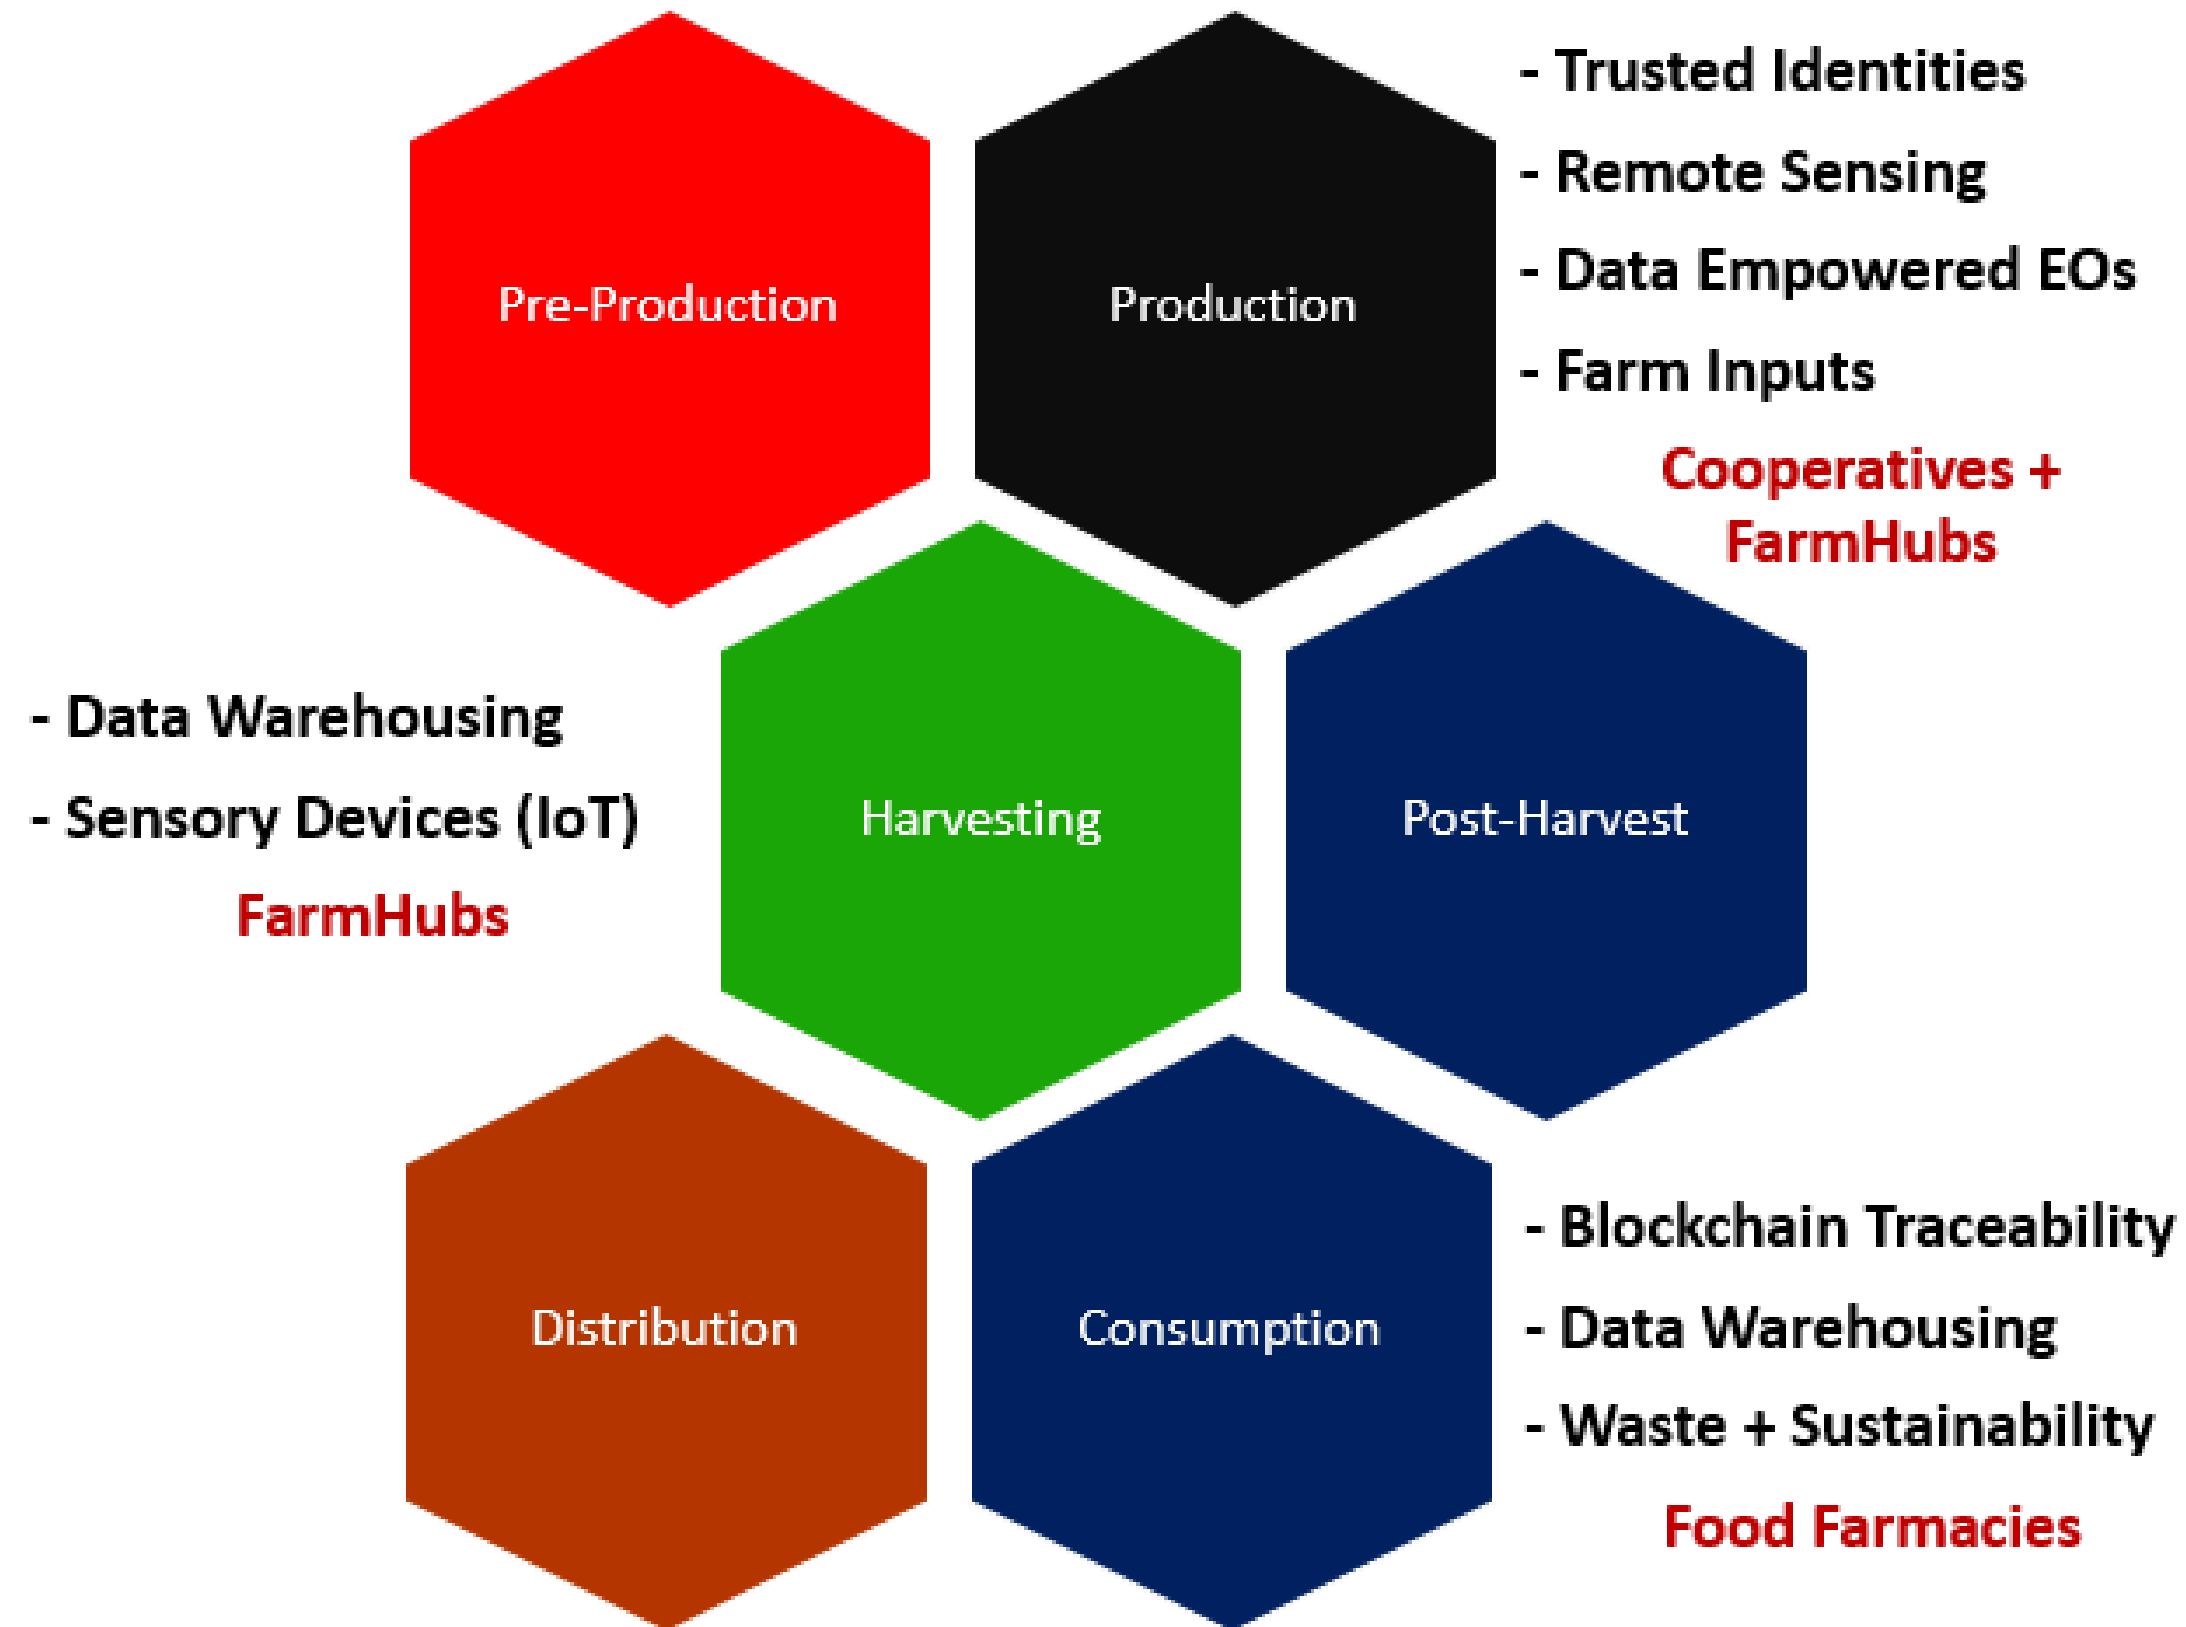 Pre-Production
Production
- Trusted Identities
- Remote Sensing
- Data Empowered EOs
- Farm Inputs
Cooperatives +
FarmHubs
- Data Warehousing
- Sensory Devices (IoT)
FarmHubs
Harvesting
Post-Harvest
Distribution
Consumption
- Blockchain Traceability
- Data Warehousing
- Waste + Sustainability
Food Farmacies